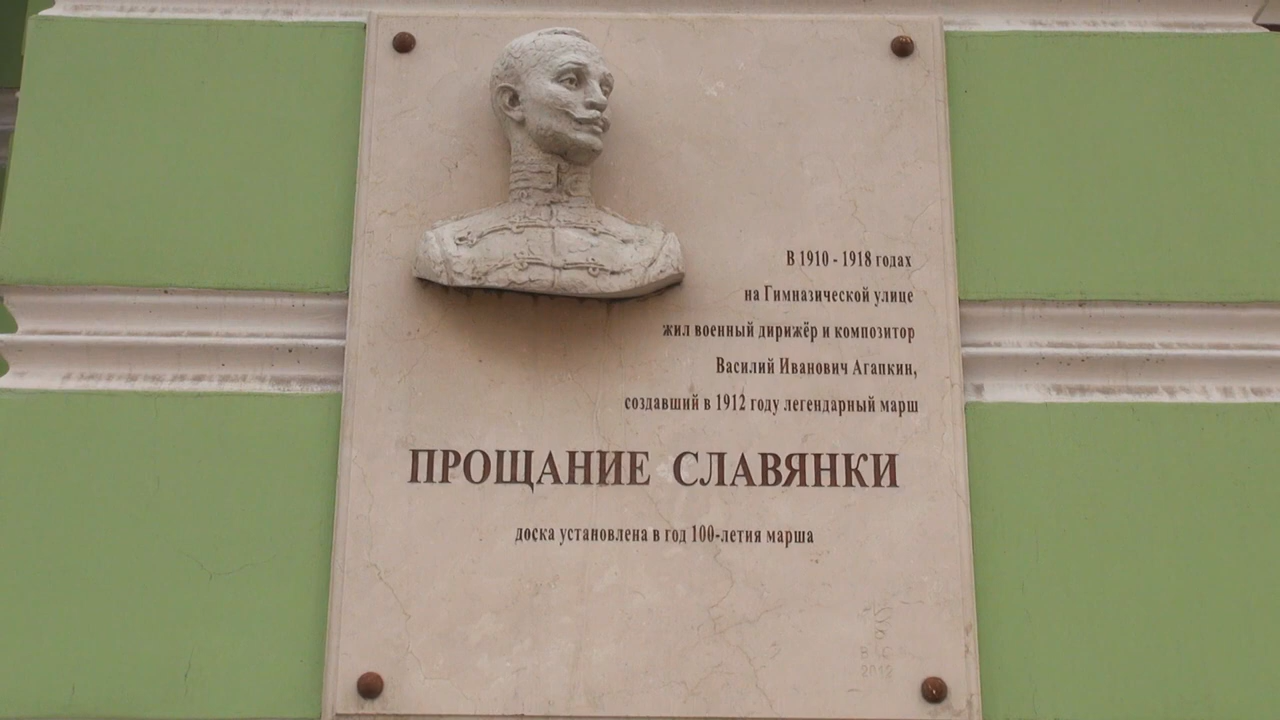 В 1910 - 1918 годах
на Гимназической улице
жил военный дирижёр и композитор
Василий Иванович Агапкин,
создавший в 1912 году легендарный марш
ПРОЩАНИЕ СЛАВЯНКИ
доска установлена в год 100-летия марша
2012